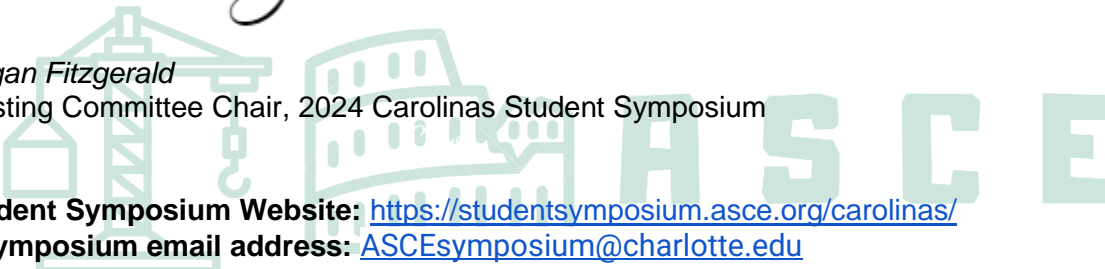 gan Fitzgerald
sting Committee Chair, 2024 Carolinas Student Symposium
ASCE
dent Symposium Website: https://studentsymposium.asce.org/carolinas/
ymposium email address: ASCEsymposium@charlotte.edu